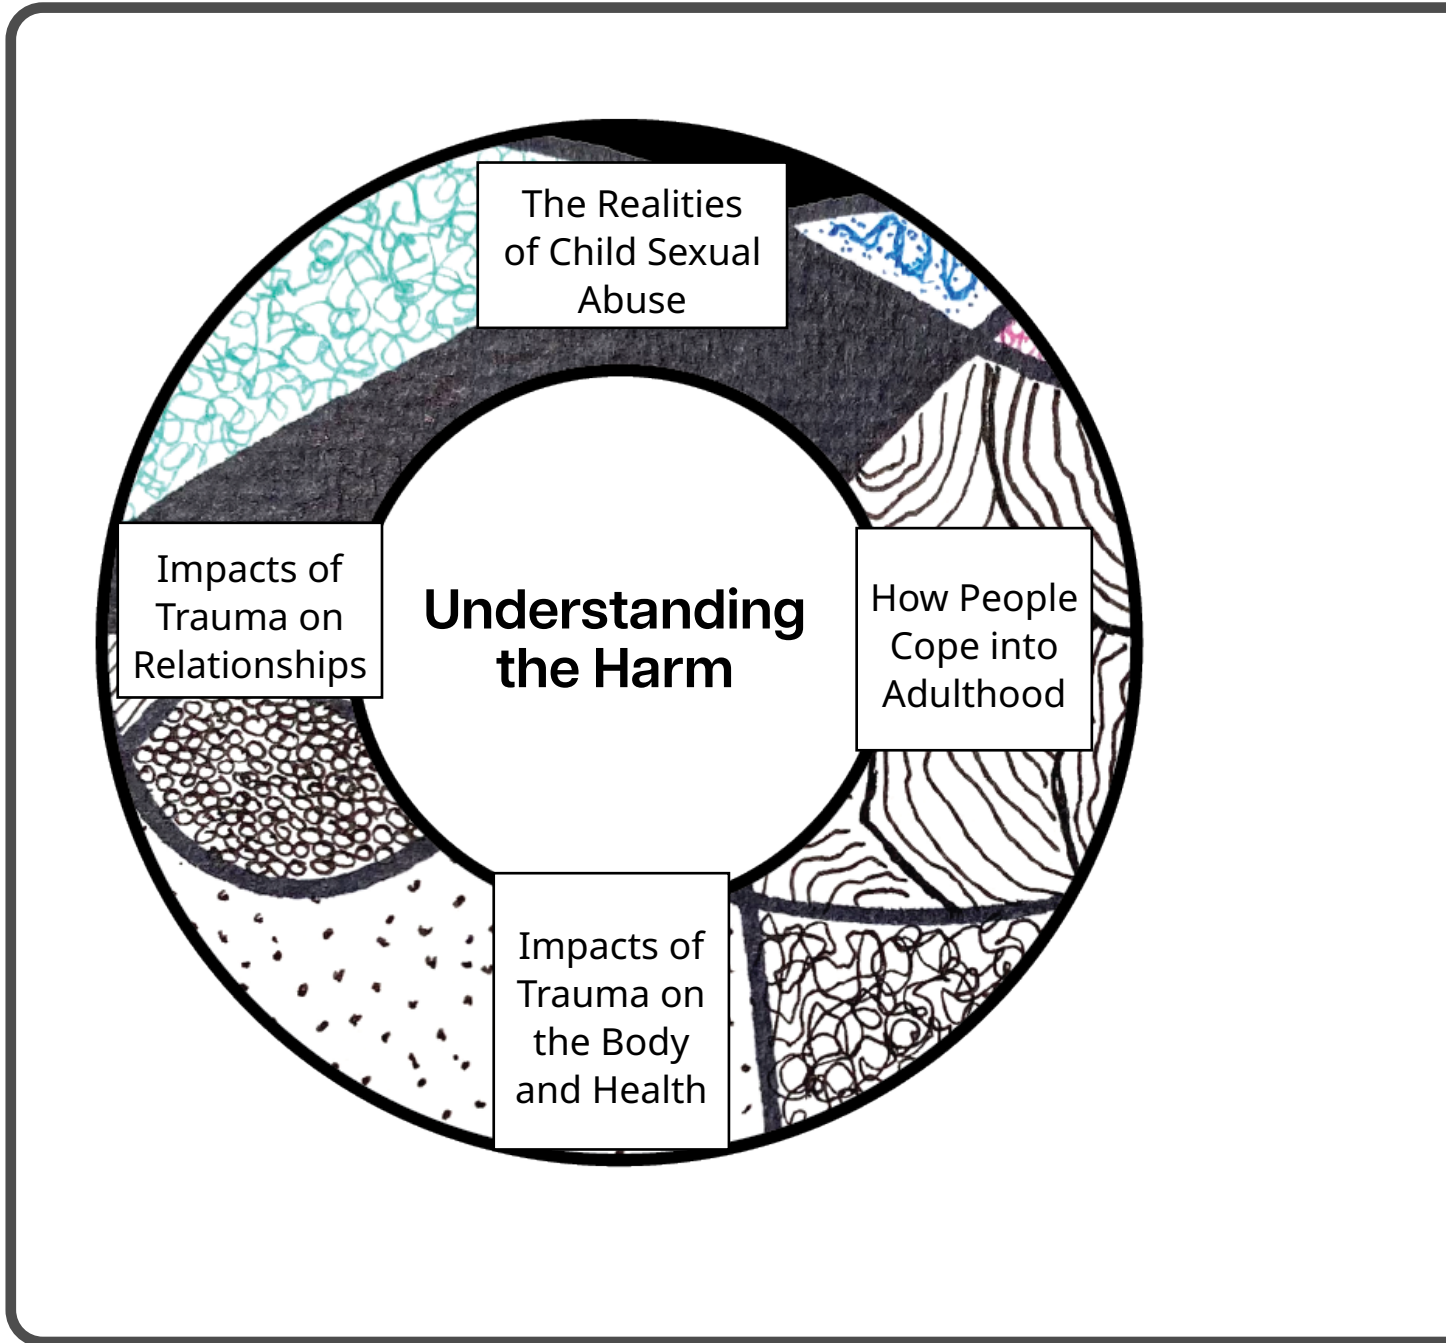 The Realities
of Child Sexual
Abuse
Impacts of
Trauma on
Relationships
Understanding
the Harm
How People
Cope into
Adulthood
Impacts of
Trauma on
the Body
and Health